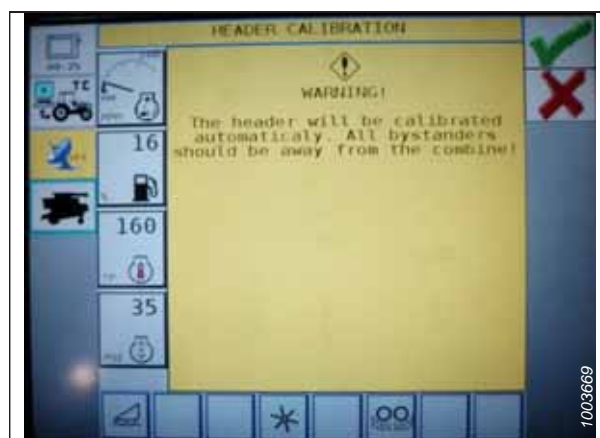 HEADER CALIBRATION
WARNING!
The header will be calibrated
automaticaly. All bystanders
should be away from the combine!
TC
16
160
35
1003669